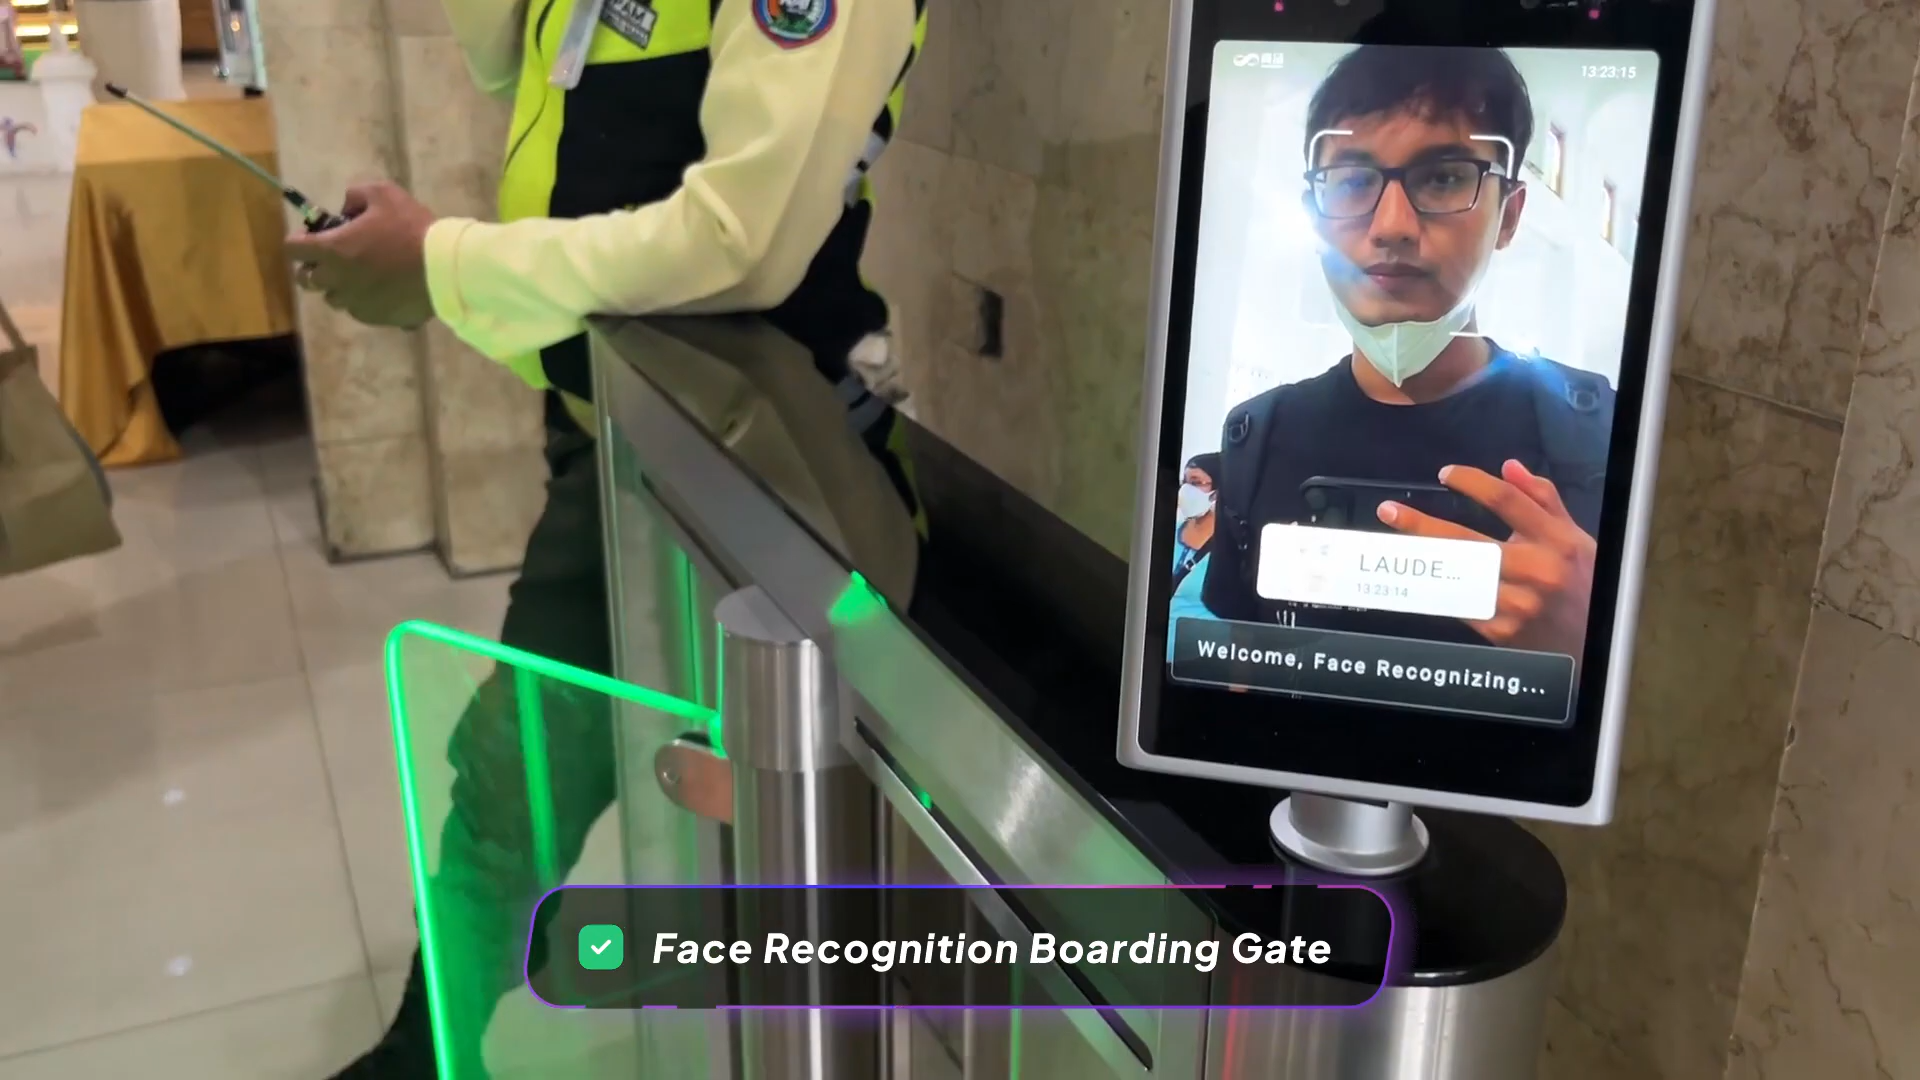 13:23:15
LAUDE...
13:23:14
Welcome, Face Recognizing...
Face Recognition Boarding Gate